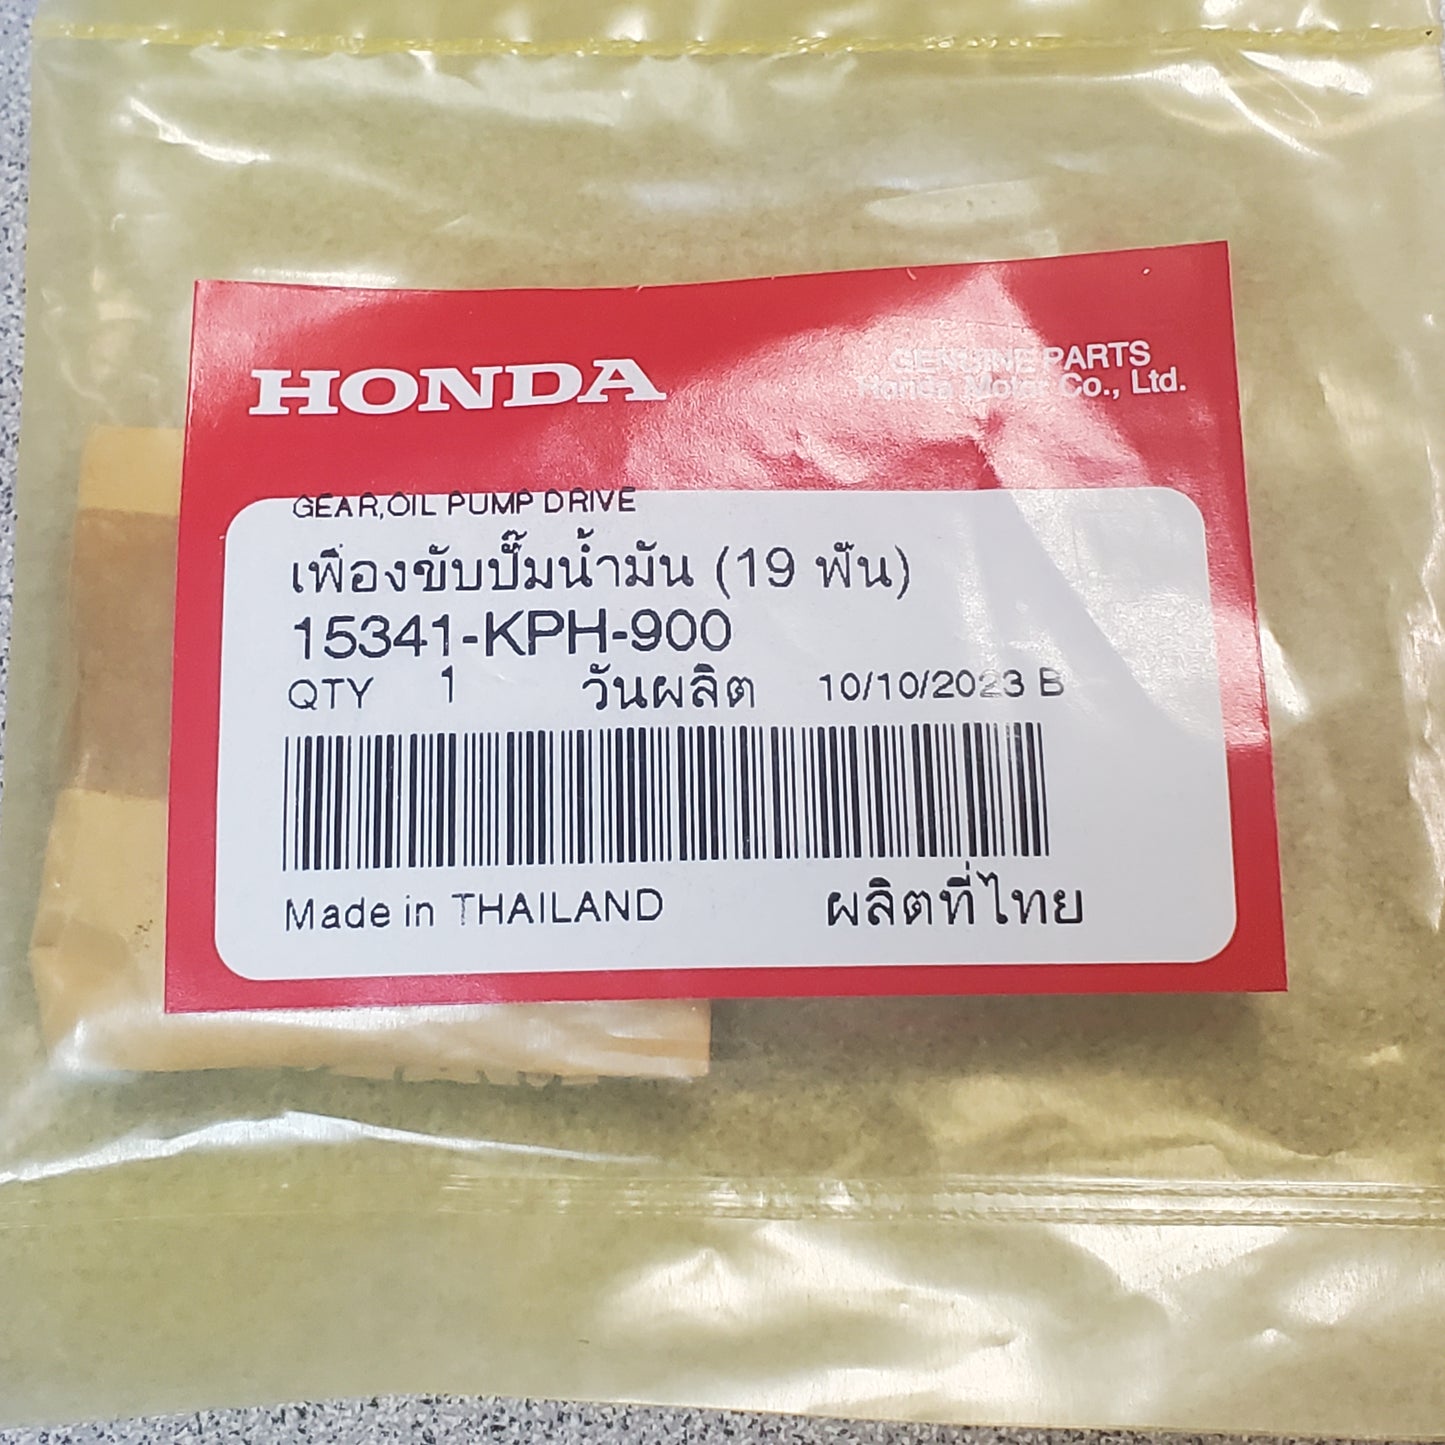 HONDA
GENUINE PARTS
Honda Motor Co., Ltd.
GEAR,OIL PUMP DRIVE
เฟืองขับปั๊มน้ำมัน (19 ฟัน)
15341-KPH-900
QTY 1 วันผลิต 10/10/2023 B
Made in THAILAND ผลิตที่ไทย